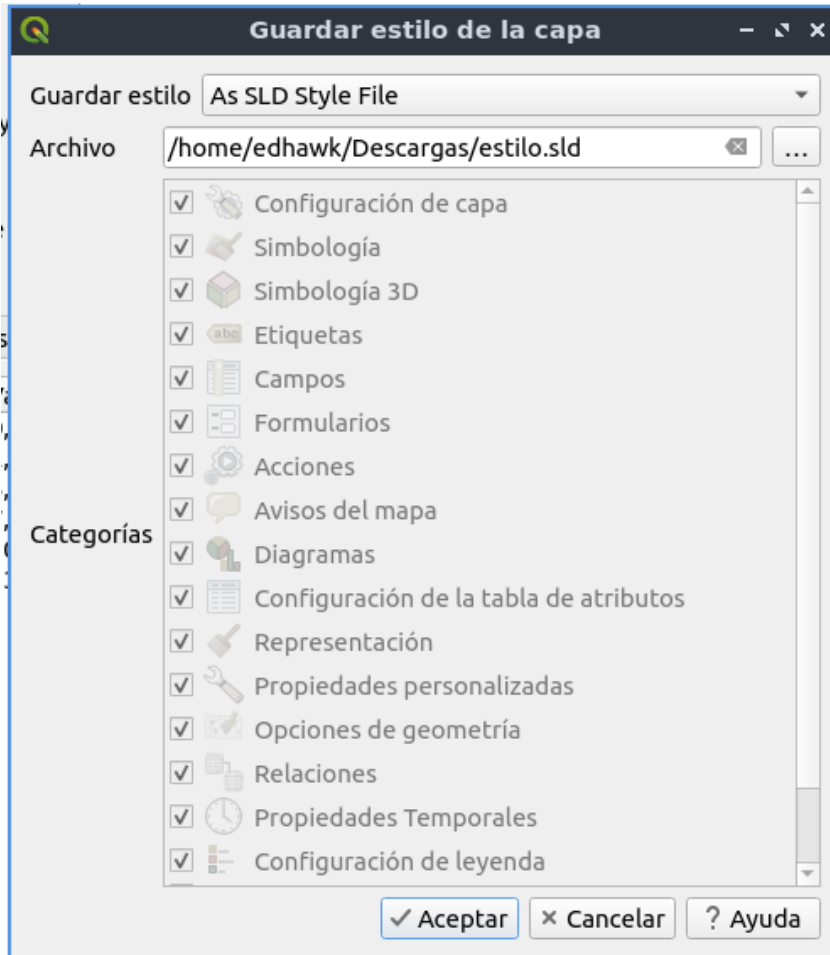 Guardar estilo de la capa
Guardar estilo As SLD Style File
Archivo /home/edhawk/Descargas/estilo.sld ...
Configuración de capa
Simbología
Simbología 3D
abc Etiquetas
Campos
Formularios
Acciones
Avisos del mapa
Categorías
Diagramas
Configuración de la tabla de atributos
Representación
Propiedades personalizadas
Opciones de geometría
Relaciones
Propiedades Temporales
Configuración de leyenda
Aceptar Cancelar ? Ayuda